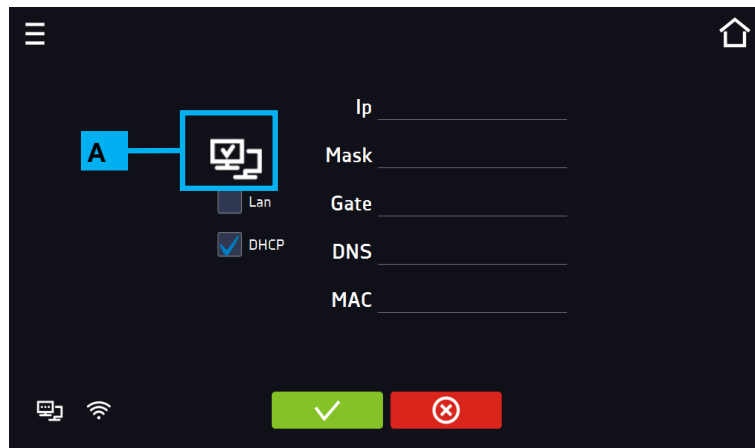 Ip
A
Mask
Lan
Gate
DHCP
DNS
MAC